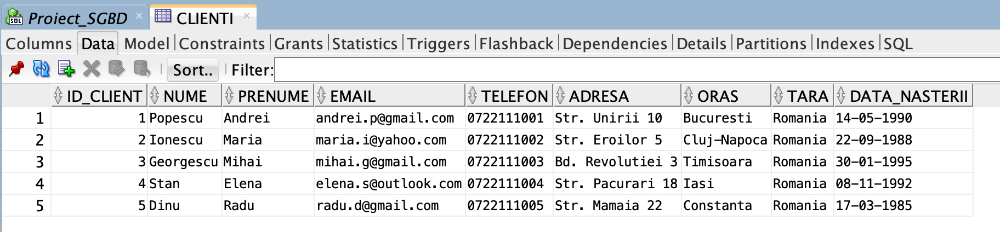 Proiect_SGBD CLIENTI
Columns Data Model Constraints Grants Statistics Triggers Flashback Dependencies Details Partitions Indexes SQL
SQL Sort.. Filter:
ID_CLIENT NUME PRENUME EMAIL TELEFON ADRESA ORAS TARA DATA_NASTERII
1 1 Popescu Andrei andrei.p@gmail.com 0722111001 Str. Unirii 10 Bucuresti Romania 14-05-1990
2 2 Ionescu Maria maria.i@yahoo.com 0722111002 Str. Eroilor 5 Cluj-Napoca Romania 22-09-1988
3 3 Georgescu Mihai mihai.g@gmail.com 0722111003 Bd. Revolutiei 3 Timisoara Romania 30-01-1995
4 4 Stan Elena elena.s@outlook.com 0722111004 Str. Pacurari 18 Iasi Romania 08-11-1992
5 5 Dinu Radu radu.d@gmail.com 0722111005 Str. Mamaia 22 Constanta Romania 17-03-1985